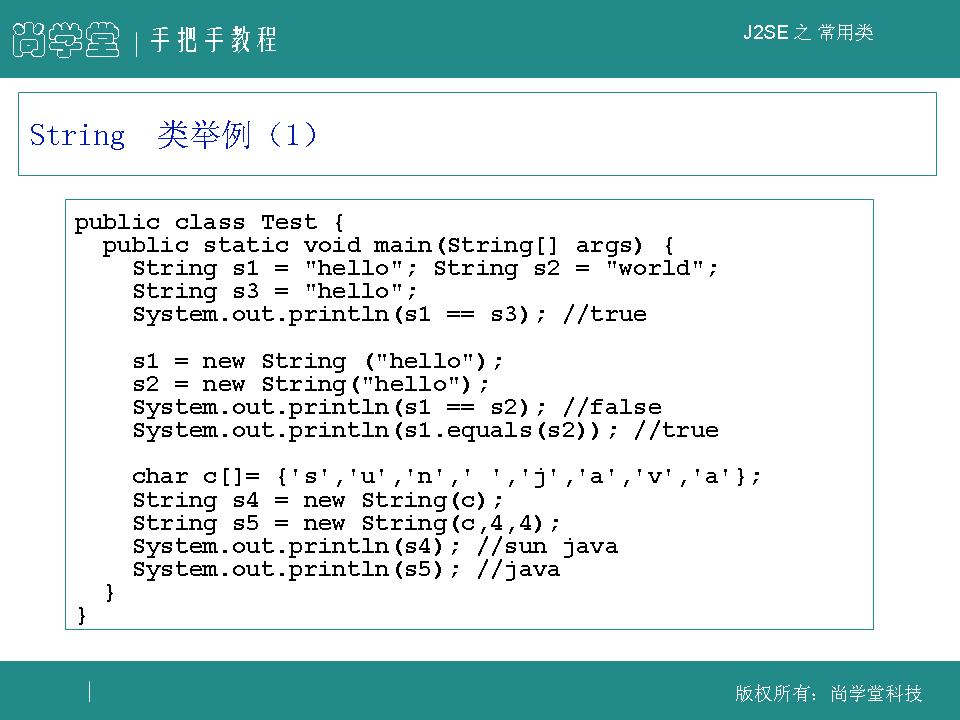 尚学堂 | 手把手教程
J2SE 之 常用类
String 类举例（1）
public class Test {
  public static void main(String[] args) {
    String s1 = "hello"; String s2 = "world";
    String s3 = "hello";
    System.out.println(s1 == s3); //true
    s1 = new String ("hello");
    s2 = new String("hello");
    System.out.println(s1 == s2); //false
    System.out.println(s1.equals(s2)); //true
    char c[]= {'s','u','n',' ','j','a','v','a'};
    String s4 = new String(c);
    String s5 = new String(c,4,4);
    System.out.println(s4); //sun java
    System.out.println(s5); //java
  }
}
版权所有：尚学堂科技